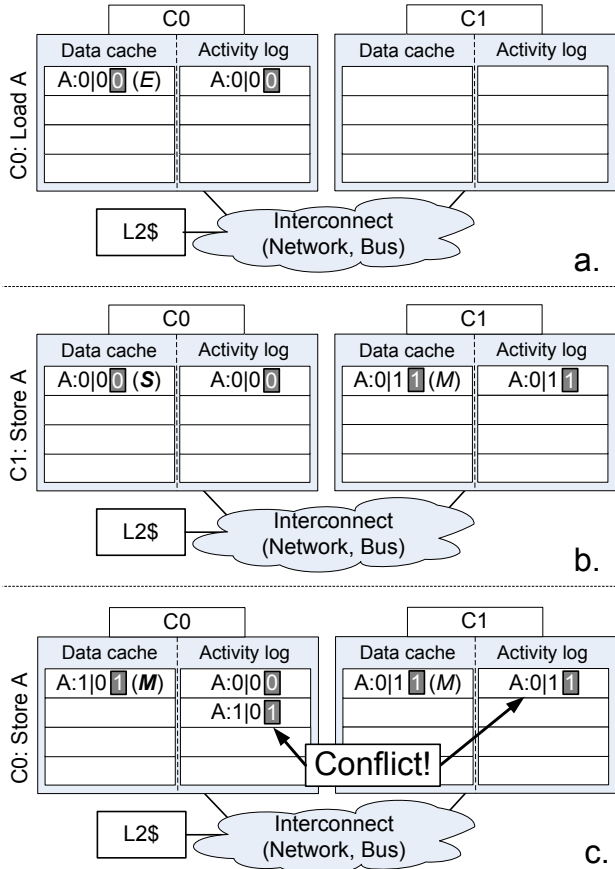 C0 C1
Data cache Activity log Data cache Activity log
A:0|0 0 (E) A:0|0 0
C0: Load A
L2$
Interconnect
(Network, Bus)
a.
C0 C1
Data cache Activity log Data cache Activity log
A:0|0 0 (S) A:0|0 0 A:0|1 1 (M) A:0|1 1
C1: Store A
L2$
Interconnect
(Network, Bus)
b.
C0 C1
Data cache Activity log Data cache Activity log
A:1|0 1 (M) A:0|0 0 A:0|1 1 (M) A:0|1 1
A:1|0 1
C0: Store A
Conflict!
L2$
Interconnect
(Network, Bus)
c.